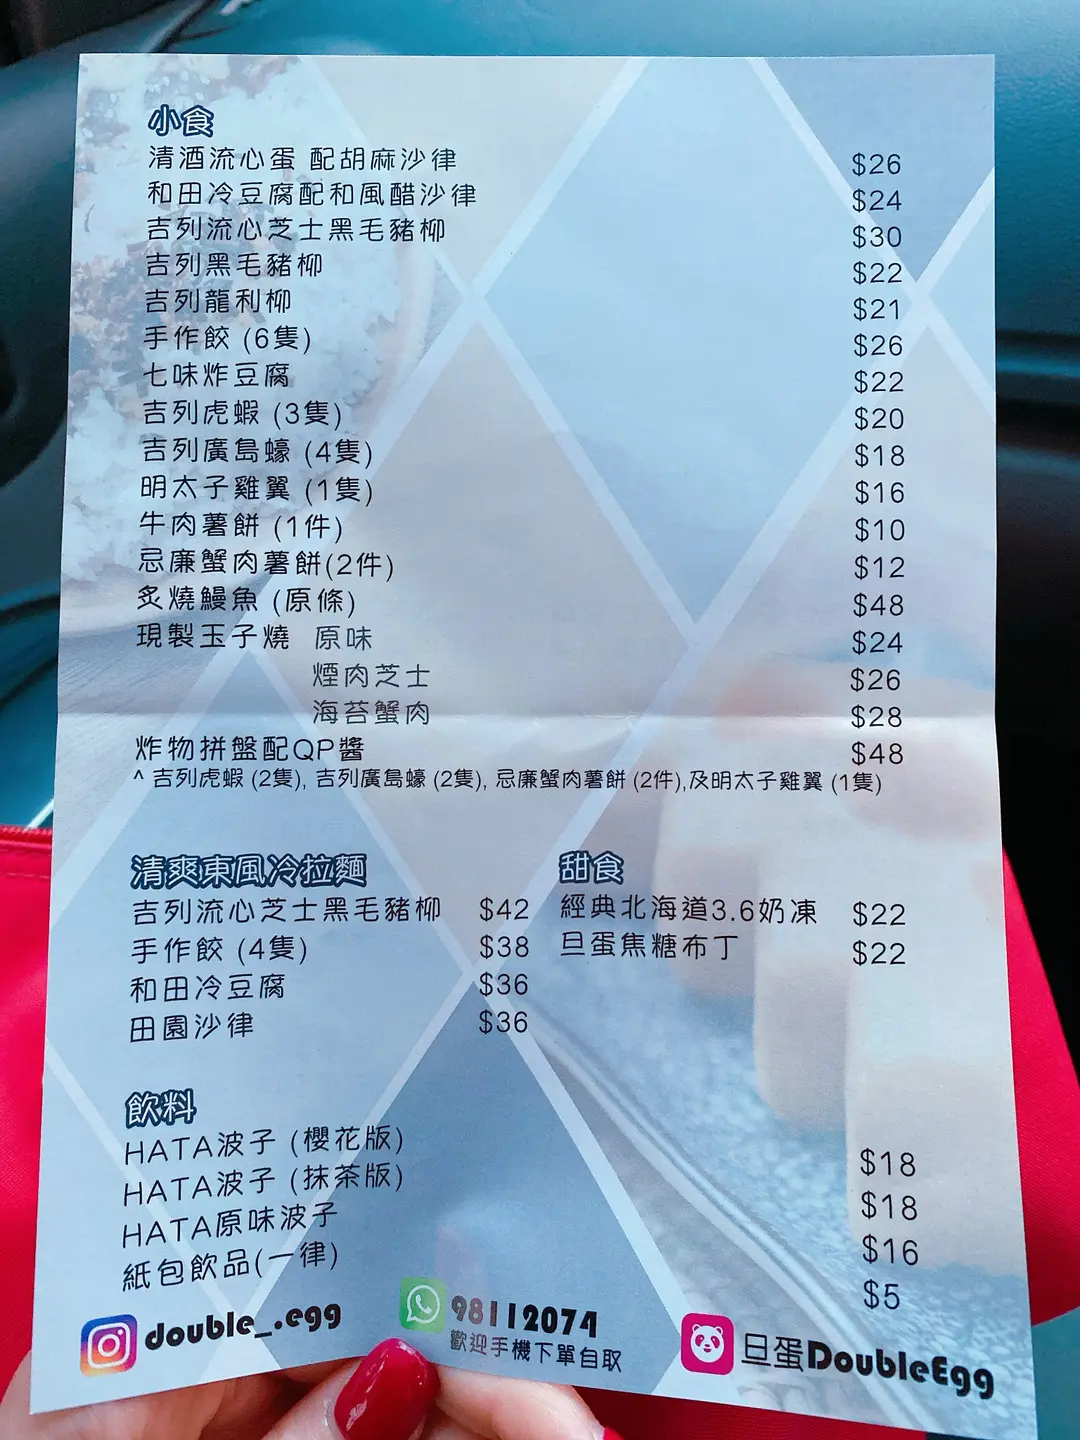 小食
清酒流心蛋 配胡麻沙律 $26
和田冷豆腐配和風醋沙律 $24
吉列流心芝士黑毛豬柳 $30
吉列黑毛豬柳 $22
吉列龍利柳 $21
手作餃 (6隻) $26
七味炸豆腐 $22
吉列虎蝦 (3隻) $20
吉列廣島蠔 (4隻) $18
明太子雞翼 (1隻) $16
牛肉薯餅 (1件) $10
忌廉蟹肉薯餅(2件) $12
炙燒鰻魚 (原條) $48
現製玉子燒 原味 $24
煙肉芝士 $26
海苔蟹肉 $28
炸物拼盤配QP醬 $48
^ 吉列虎蝦 (2隻), 吉列廣島蠔 (2隻), 忌廉蟹肉薯餅 (2件),及明太子雞翼 (1隻)
清爽東風冷拉麵
吉列流心芝士黑毛豬柳 $42
手作餃 (4隻) $38
和田冷豆腐 $36
田園沙律 $36
甜食
經典北海道3.6奶凍 $22
旦蛋焦糖布丁 $22
飲料
HATA波子 (櫻花版) $18
HATA波子 (抹茶版) $18
HATA原味波子 $16
紙包飲品(一律) $5
double_.egg
98112074
歡迎手機下單自取
旦蛋DoubleEgg